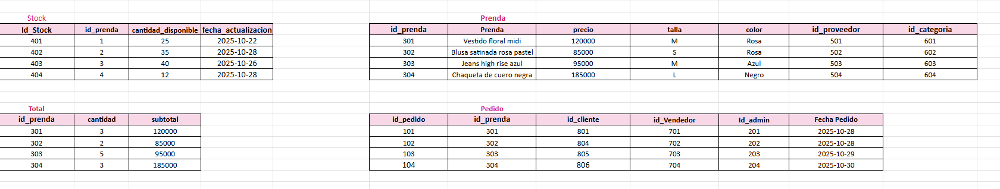 Stock
Id_Stock id_prenda cantidad_disponible fecha_actualizacion
401 1 25 2025-10-22
402 2 35 2025-10-28
403 3 40 2025-10-26
404 4 12 2025-10-28
Prenda
id_prenda Prenda precio talla color id_proveedor id_categoria
301 Vestido floral midi 120000 M Rosa 501 601
302 Blusa satinada rosa pastel 85000 S Rosa 502 602
303 Jeans high rise azul 95000 M Azul 503 603
304 Chaqueta de cuero negra 185000 L Negro 504 604
Total
id_prenda cantidad subtotal
301 3 120000
302 2 85000
303 5 95000
304 3 185000
Pedido
id_pedido id_prenda id_cliente id_Vendedor Id_admin Fecha Pedido
101 301 801 701 201 2025-10-28
102 302 804 702 202 2025-10-28
103 303 805 703 203 2025-10-29
104 304 806 704 204 2025-10-30